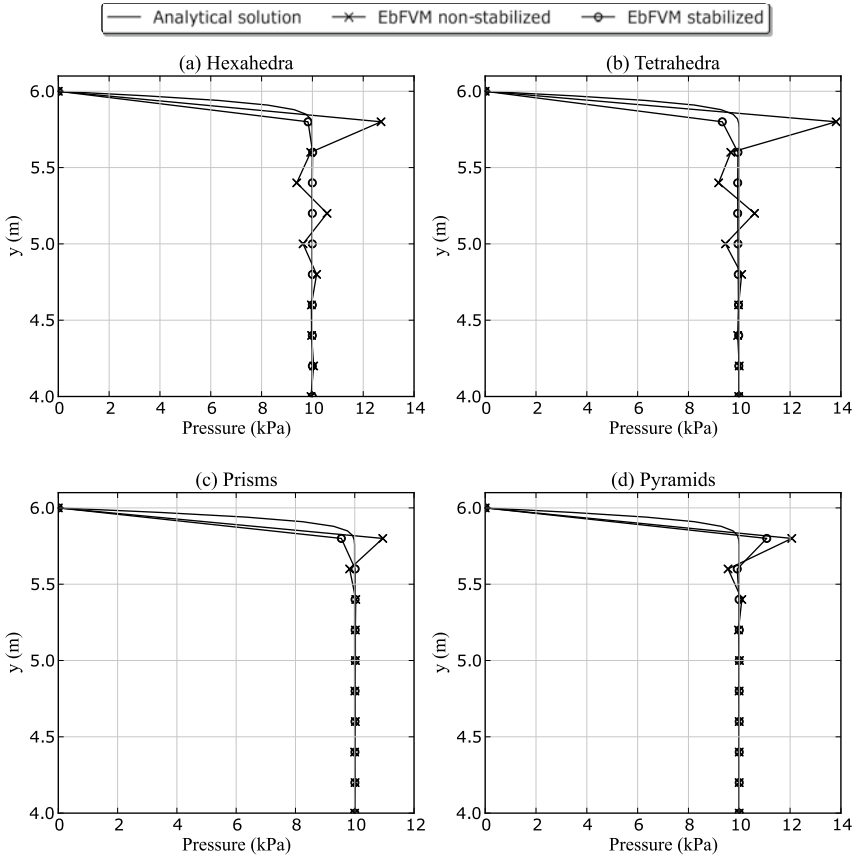 Analytical solution EbFVM non-stabilized EbFVM stabilized
(a) Hexahedra
6.0
5.5
5.0
4.5
4.0
y (m)
0 2 4 6 8 10 12 14
Pressure (kPa)
(b) Tetrahedra
6.0
5.5
5.0
4.5
4.0
y (m)
0 2 4 6 8 10 12 14
Pressure (kPa)
(c) Prisms
6.0
5.5
5.0
4.5
4.0
y (m)
0 2 4 6 8 10 12
Pressure (kPa)
(d) Pyramids
6.0
5.5
5.0
4.5
4.0
y (m)
0 2 4 6 8 10 12 14
Pressure (kPa)